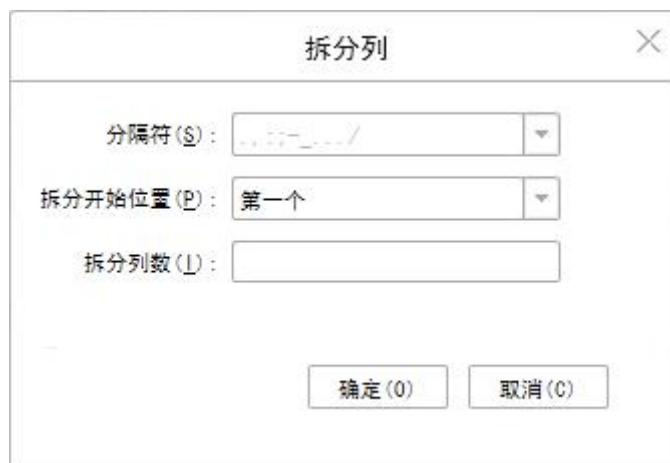 拆分列
分隔符(S):
.,:;-_.../
拆分开始位置(P): 第一个
拆分列数(I):
确定(O) 取消(C)